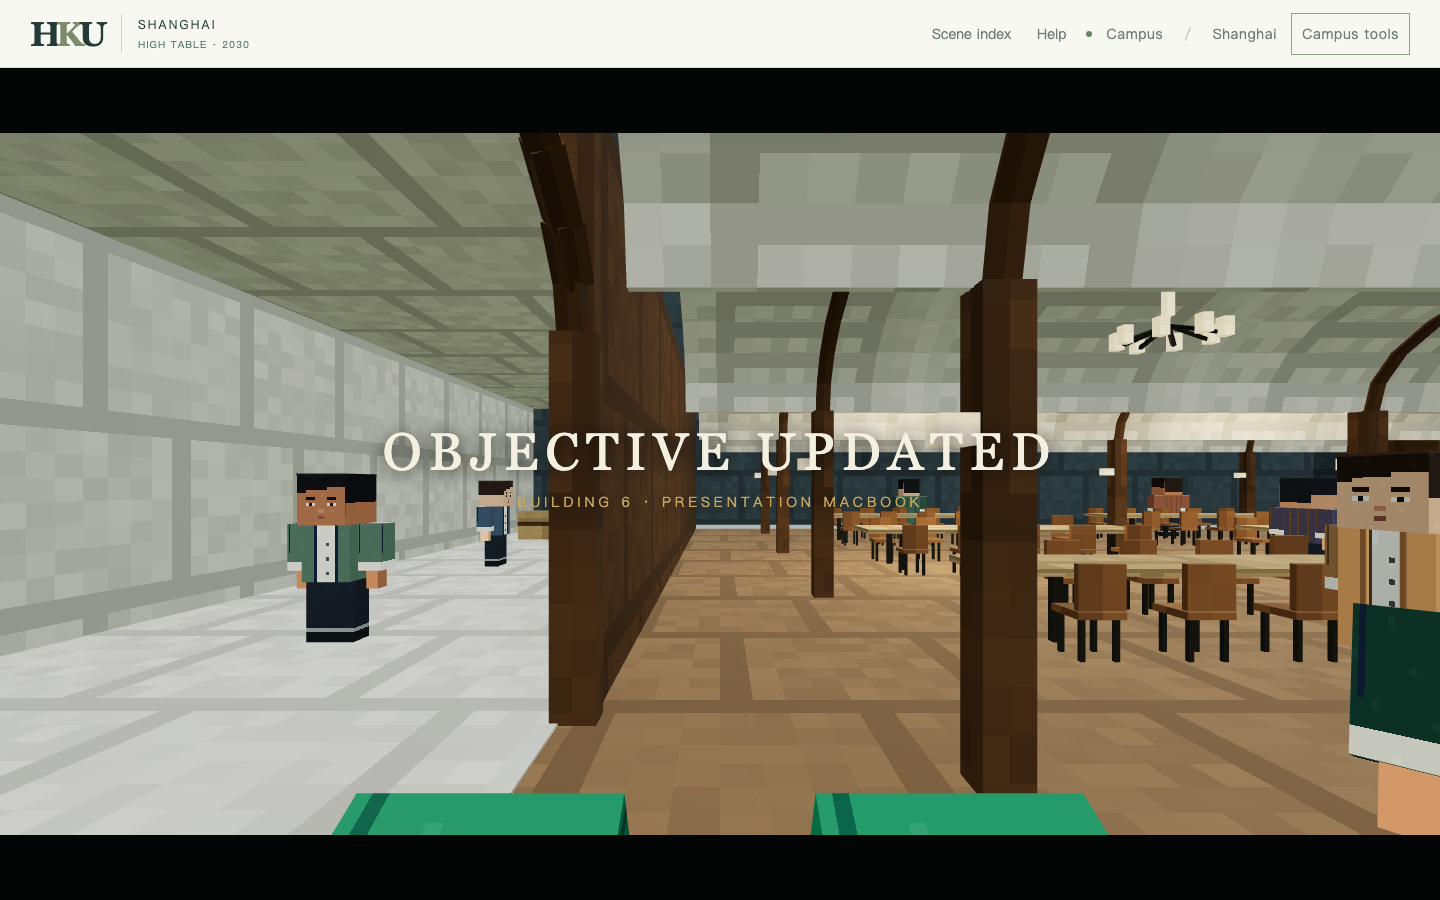 HKU
SHANGHAI
HIGH TABLE · 2030
Scene index
Help
Campus
/
Shanghai
Campus tools
OBJECTIVE UPDATED
BUILDING 6 · PRESENTATION MACBOOK